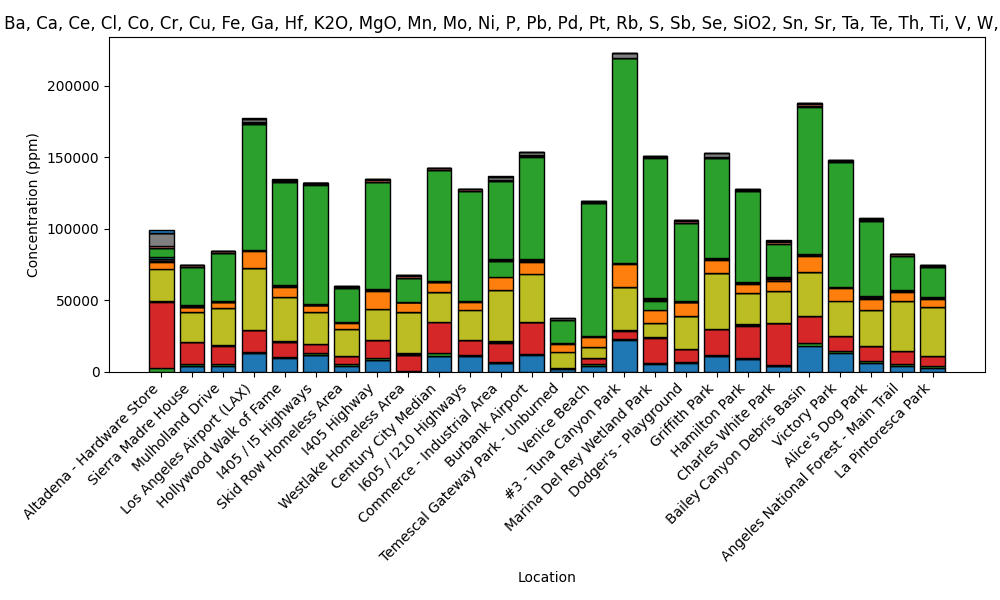 Ba, Ca, Ce, Cl, Co, Cr, Cu, Fe, Ga, Hf, K2O, MgO, Mn, Mo, Ni, P, Pb, Pd, Pt, Rb, S, Sb, Se, SiO2, Sn, Sr, Ta, Te, Th, Ti, V, W,
Concentration (ppm)
200000
150000
100000
50000
0
Altadena - Hardware Store
Sierra Madre House
Mulholland Drive
Los Angeles Airport (LAX)
Hollywood Walk of Fame
I405 / I5 Highways
Skid Row Homeless Area
I405 Highway
Westlake Homeless Area
Century City Median
I605 / I210 Highways
Commerce - Industrial Area
Burbank Airport
Temescal Gateway Park - Unburned
Venice Beach
#3 - Tuna Canyon Park
Marina Del Rey Wetland Park
Dodger's - Playground
Griffith Park
Hamilton Park
Charles White Park
Bailey Canyon Debris Basin
Victory Park
Alice's Dog Park
Angeles National Forest - Main Trail
La Pintoresca Park
Location